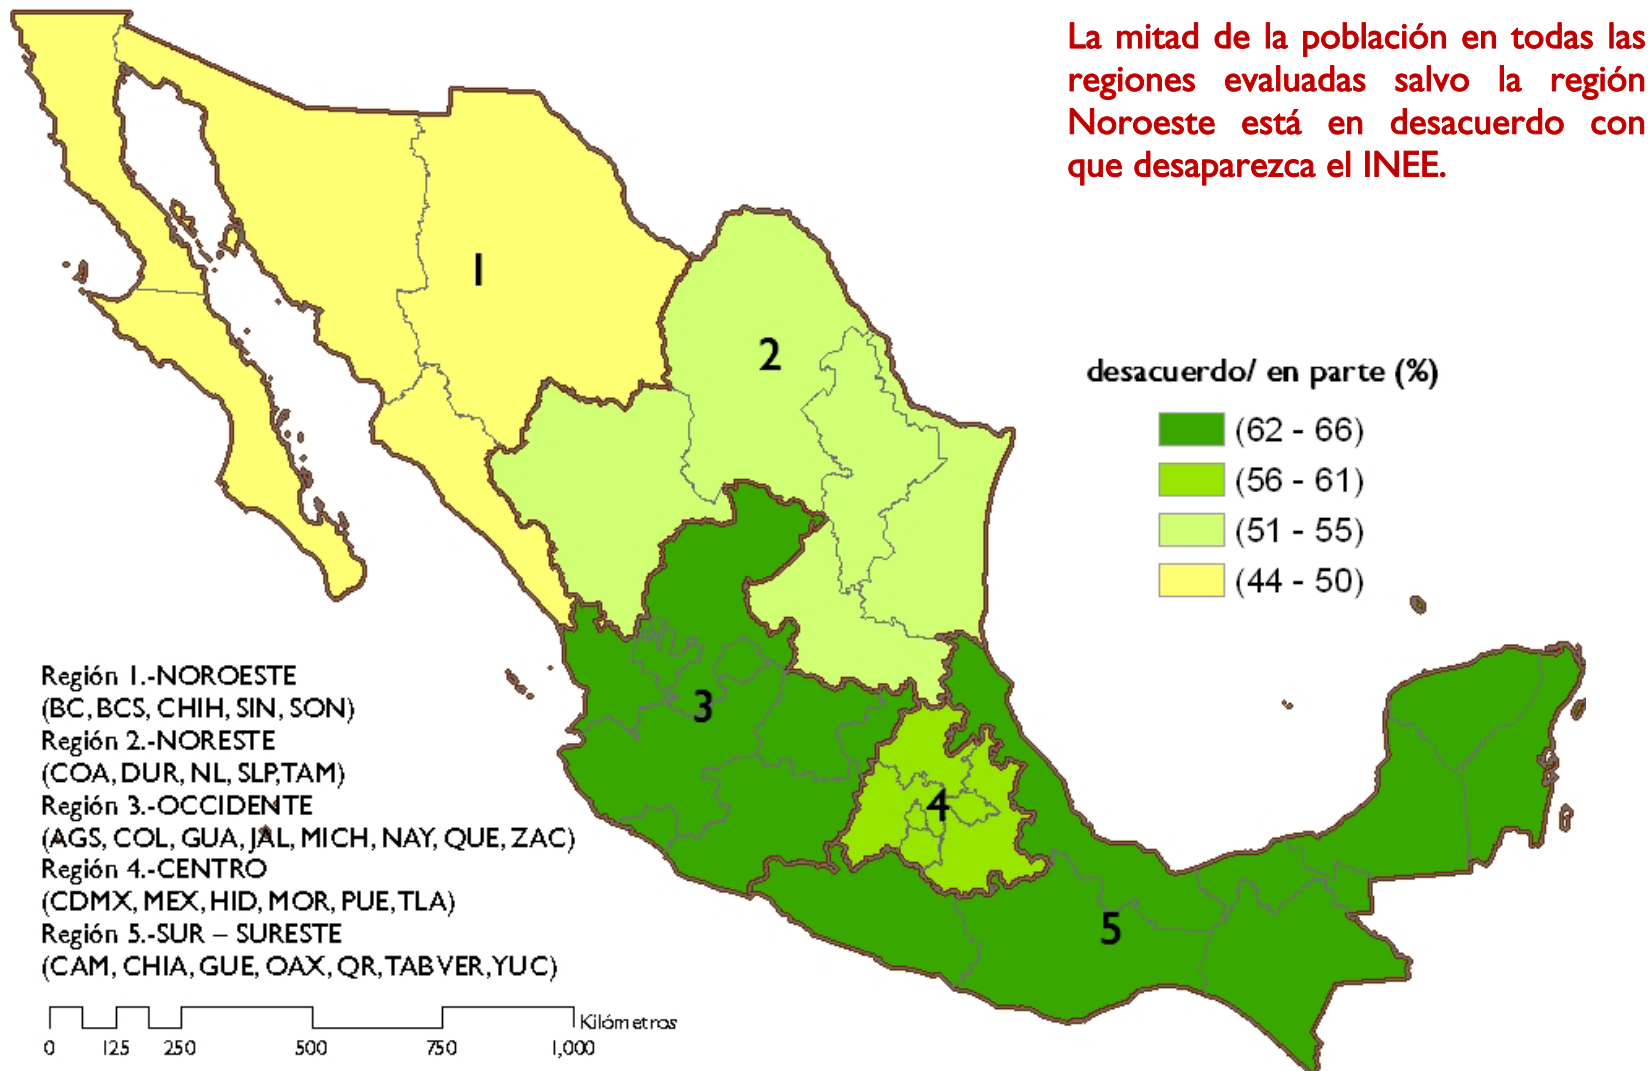 La mitad de la población en todas las
regiones evaluadas salvo la región
Noroeste está en desacuerdo con
que desaparezca el INEE.
1
2
3
4
5
desacuerdo/ en parte (%)
(62 - 66)
(56 - 61)
(51 - 55)
(44 - 50)
Región 1.-NOROESTE
(BC, BCS, CHIH, SIN, SON)
Región 2.-NORESTE
(COA, DUR, NL, SLP,TAM)
Región 3.-OCCIDENTE
(AGS, COL, GUA, JAL, MICH, NAY, QUE, ZAC)
Región 4.-CENTRO
(CDMX, MEX, HID, MOR, PUE,TLA)
Región 5.-SUR – SURESTE
(CAM, CHIA, GUE, OAX, QR,TAB VER,YUC)
Kilómetros
0 125 250 500 750 1,000